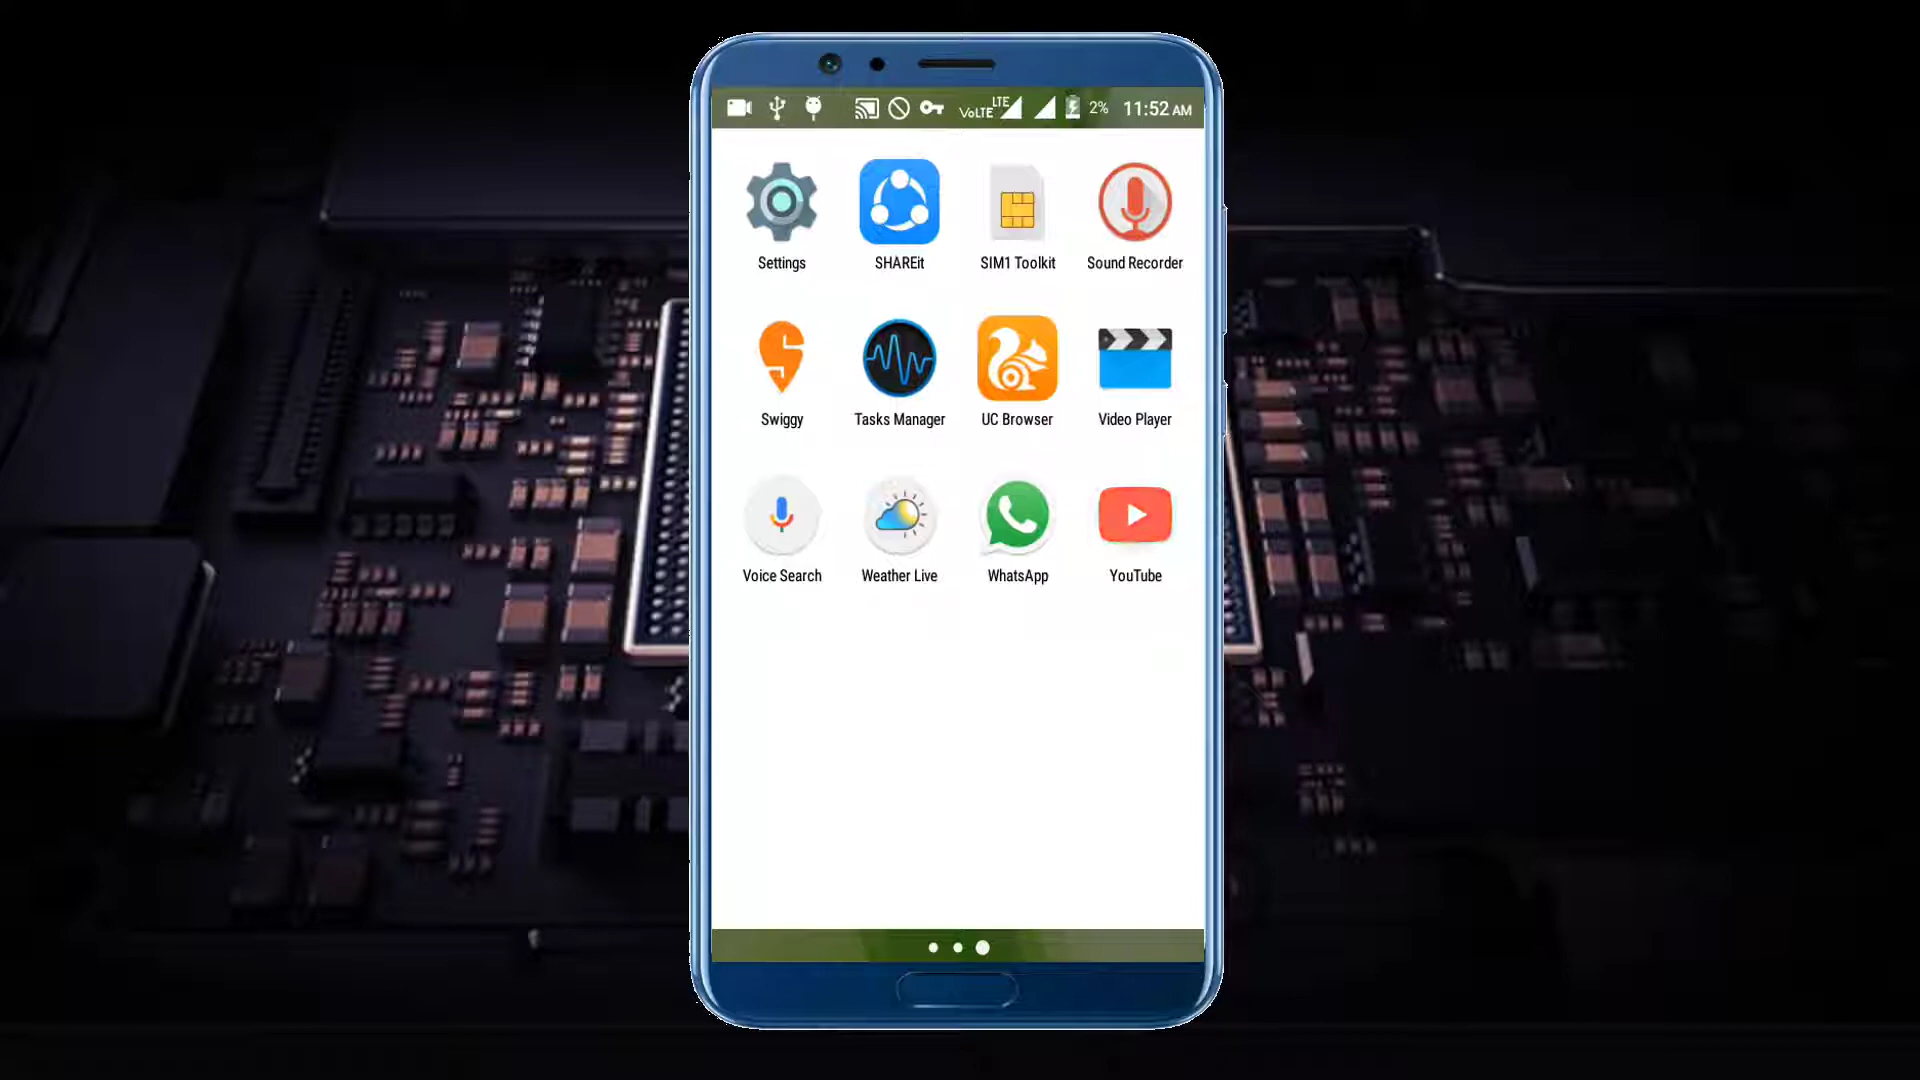 VoLTE LTE 2% 11:52 AM
Settings SHAREit SIM1 Toolkit Sound Recorder
Swiggy Tasks Manager UC Browser Video Player
Voice Search Weather Live WhatsApp YouTube